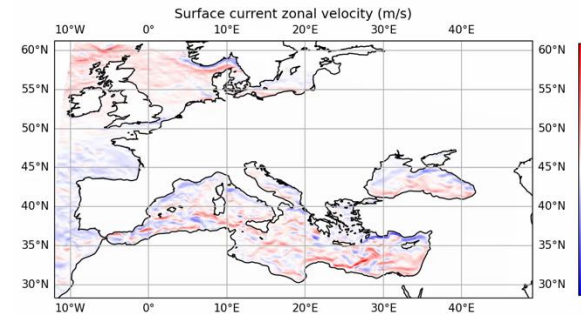 Surface current zonal velocity (m/s)
10°W 0° 10°E 20°E 30°E 40°E
60°N 60°N
55°N 55°N
50°N 50°N
45°N 45°N
40°N 40°N
35°N 35°N
30°N 30°N
10°W 0° 10°E 20°E 30°E 40°E